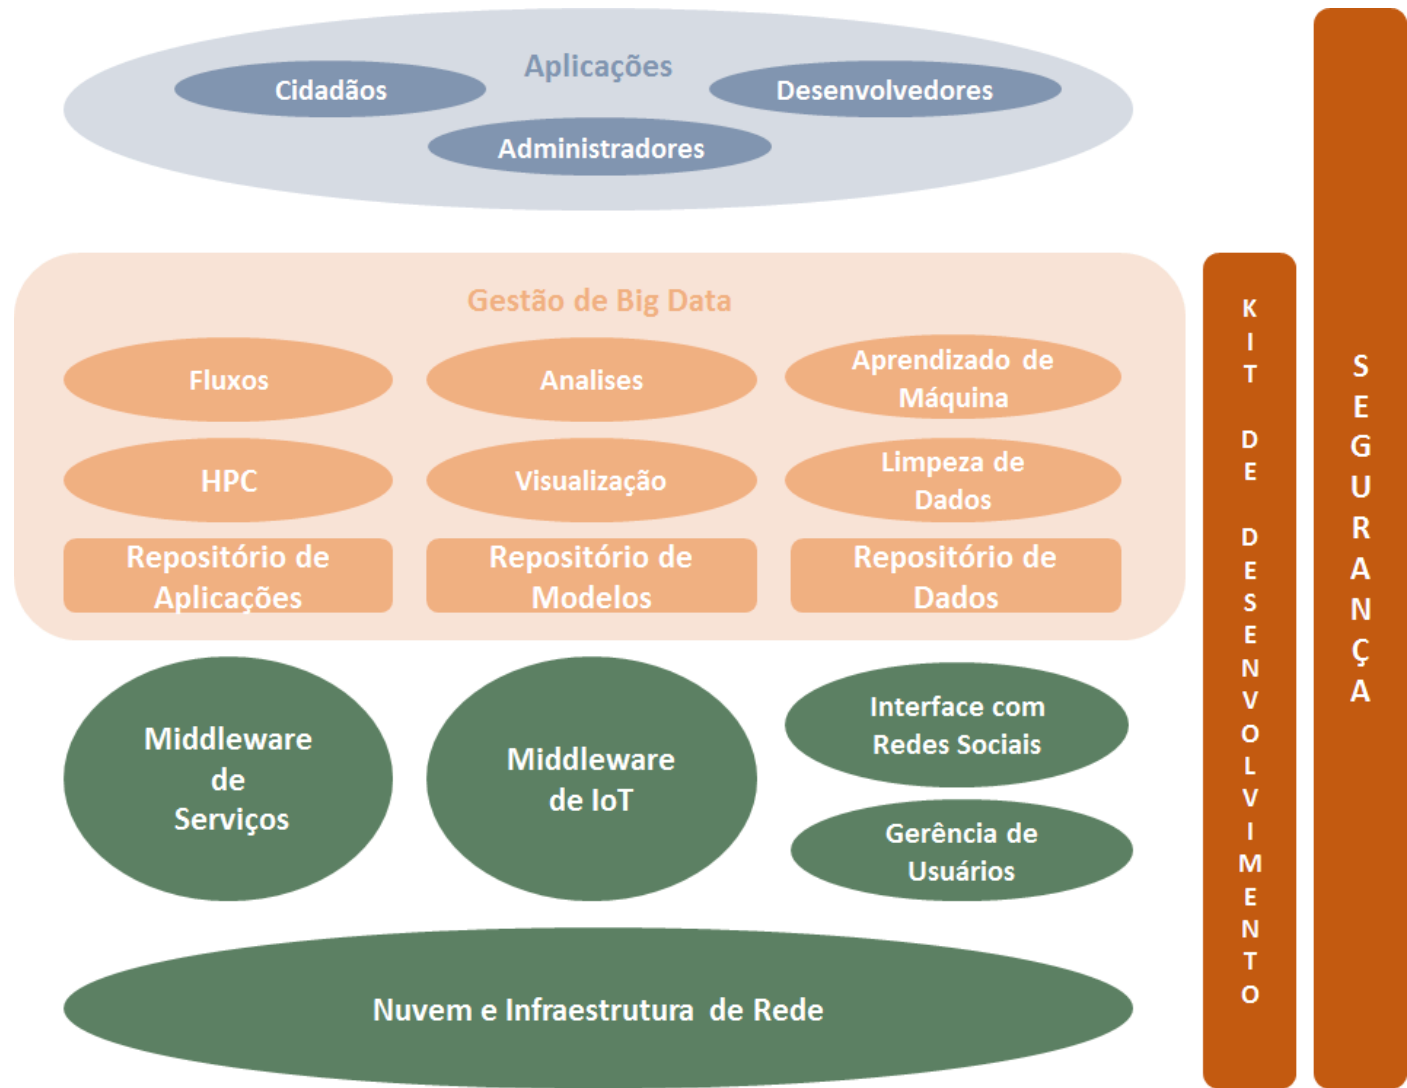 Aplicações
Cidadãos
Desenvolvedores
Administradores
Gestão de Big Data
Fluxos
Analises
Aprendizado de
Máquina
HPC
Visualização
Limpeza de
Dados
Repositório de
Aplicações
Repositório de
Modelos
Repositório de
Dados
Middleware
de
Serviços
Middleware
de IoT
Interface com
Redes Sociais
Gerência de
Usuários
Nuvem e Infraestrutura de Rede
KIT DE DESENVOLVIMENTO
SEGURANÇA